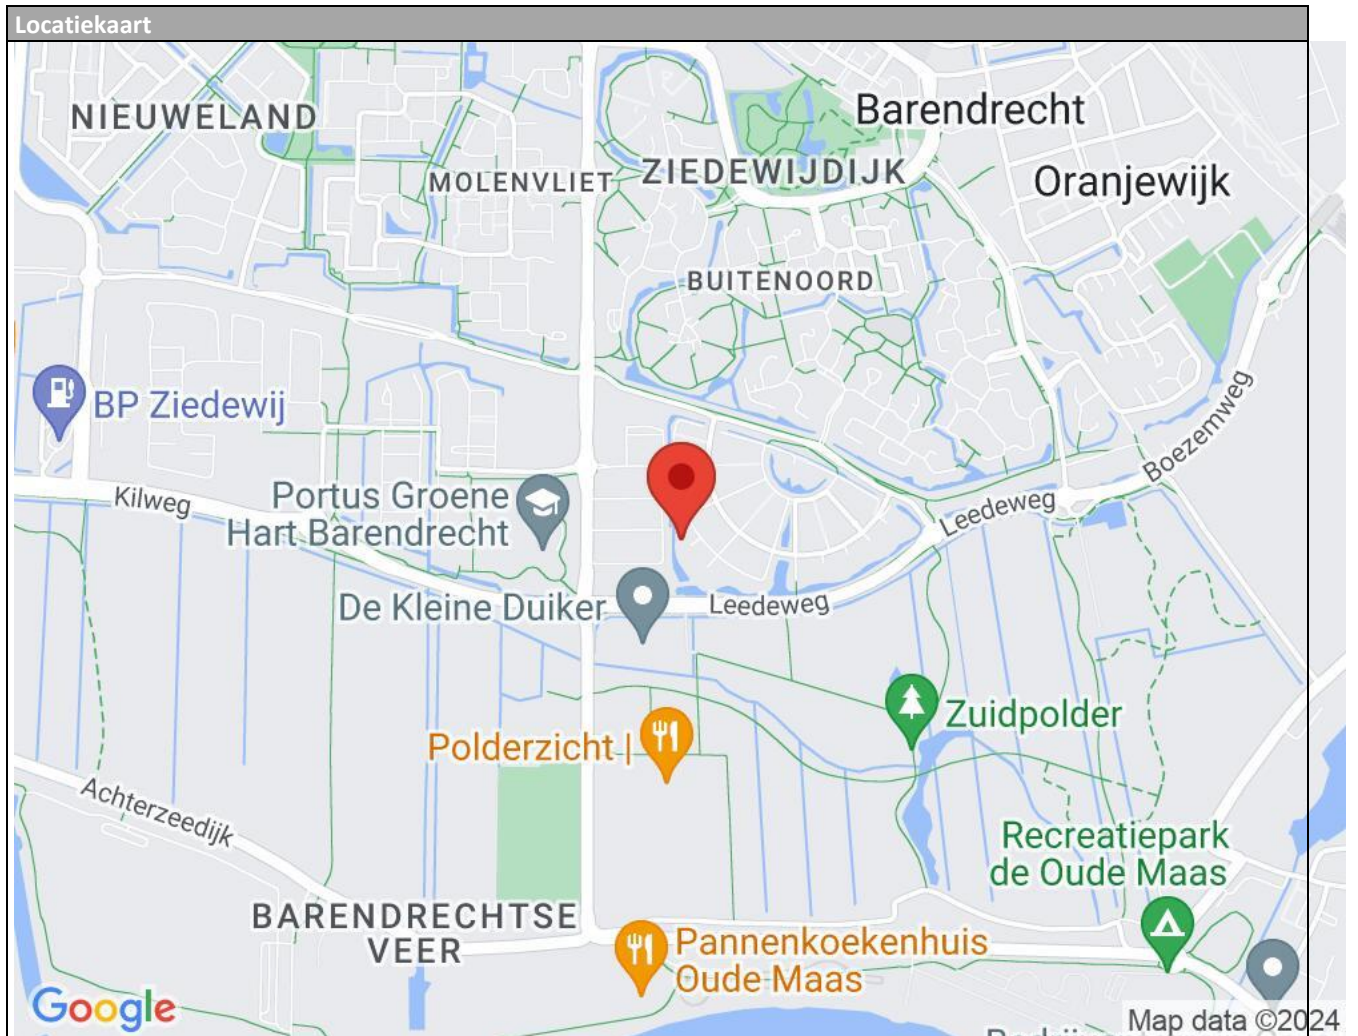 Locatiekaart
NIEUWELAND
Barendrecht
MOLENVLIET
ZIEDEWIJDIJK
Oranjewijk
BUITENOORD
BP Ziedewij
Boezemweg
Kilweg
Portus Groene
Hart Barendrecht
Leedeweg
De Kleine Duiker
Leedeweg
Zuidpolder
Polderzicht |
Achterzeedijk
Recreatiepark
de Oude Maas
BARENDRECHTSE
VEER
Pannenkoekenhuis
Oude Maas
Google
Map data ©2024